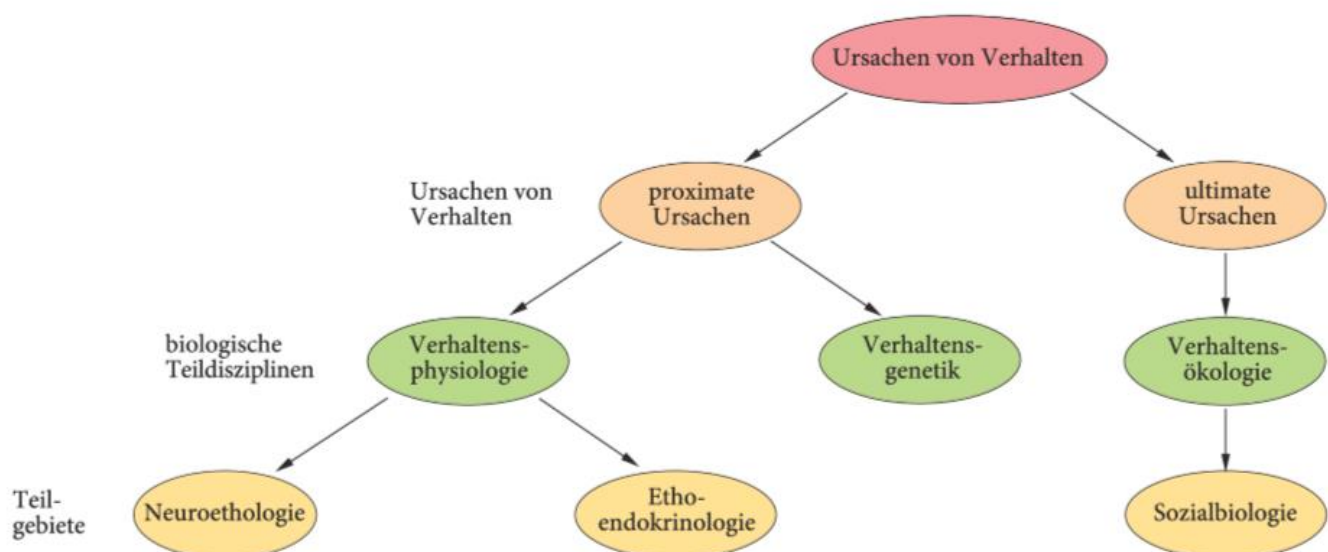 Ursachen von Verhalten
Ursachen von
Verhalten
proximate
Ursachen
ultimate
Ursachen
biologische
Teildisziplinen
Verhaltens-
physiologie
Verhaltens-
genetik
Verhaltens-
ökologie
Teil-
gebiete
Neuroethologie
Etho-
endokrinologie
Sozialbiologie